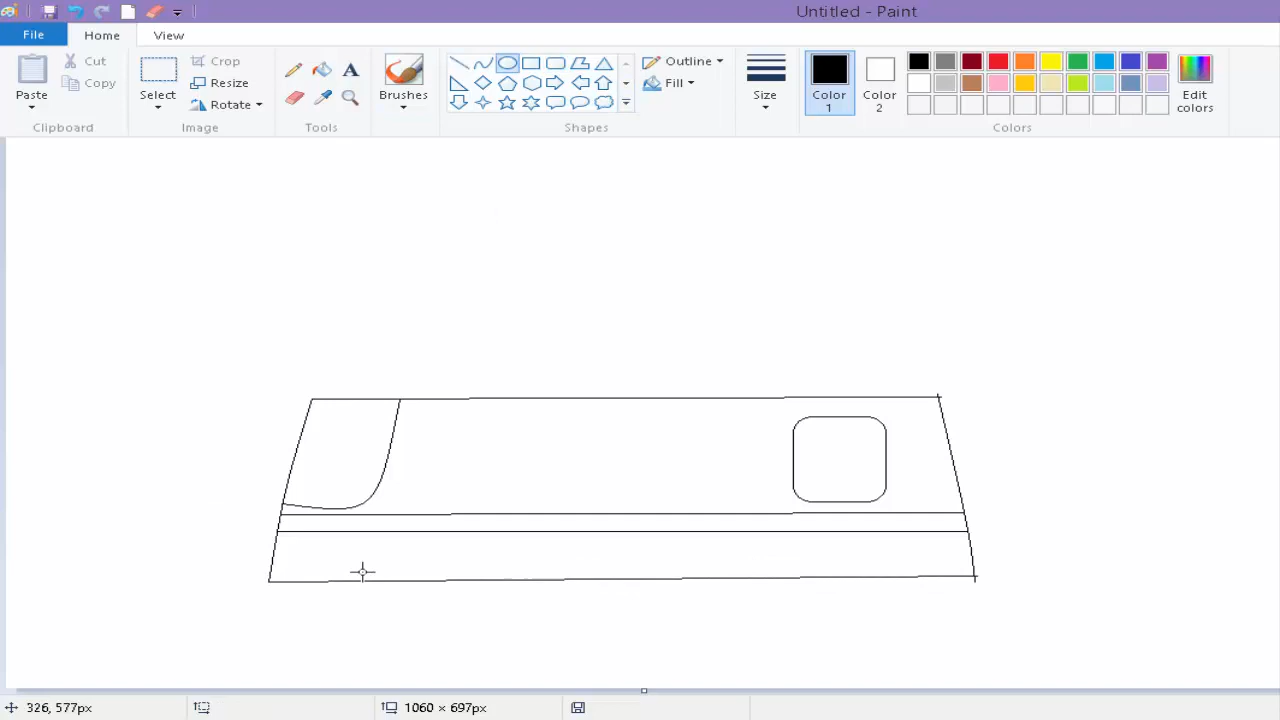 Untitled - Paint
File Home View
Paste
Cut
Copy
Clipboard
Select
Crop
Resize
Rotate
Image
Tools
Brushes
Outline
Fill
Shapes
Size
Color 1
Color 2
Edit colors
Colors
326, 577px
1060 × 697px